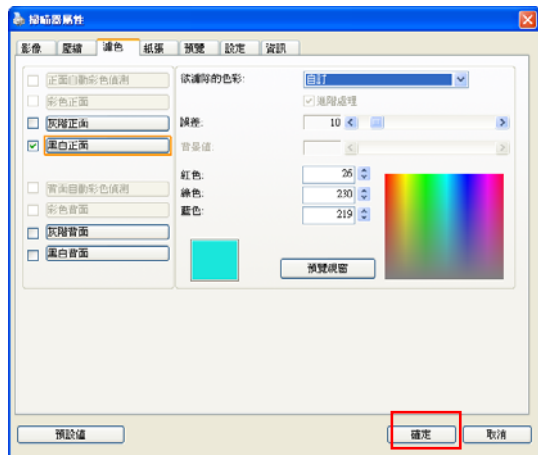 掃瞄器屬性
影像 壓縮 濾色 紙張 預覽 設定 資訊
正面自動彩色偵測
彩色正面
灰階正面
黑白正面
背面自動彩色偵測
彩色背面
灰階背面
黑白背面
依濾除的色彩: 自訂
進階處理
誤差: 10
背景值:
紅色: 26
綠色: 230
藍色: 219
預覽視窗
預設值 確定 取消